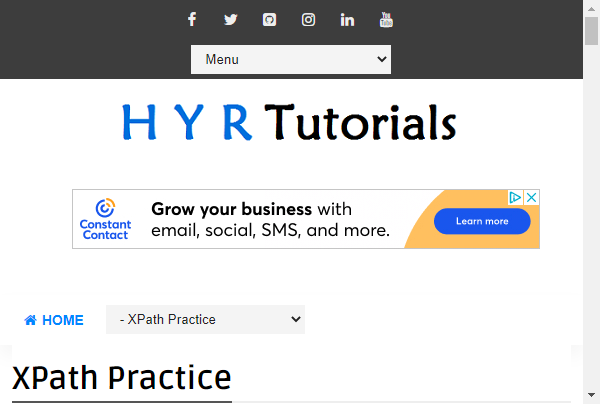 Menu
H Y R Tutorials
Constant
Contact
Grow your business with
email, social, SMS, and more.
Learn more
HOME
- XPath Practice
XPath Practice